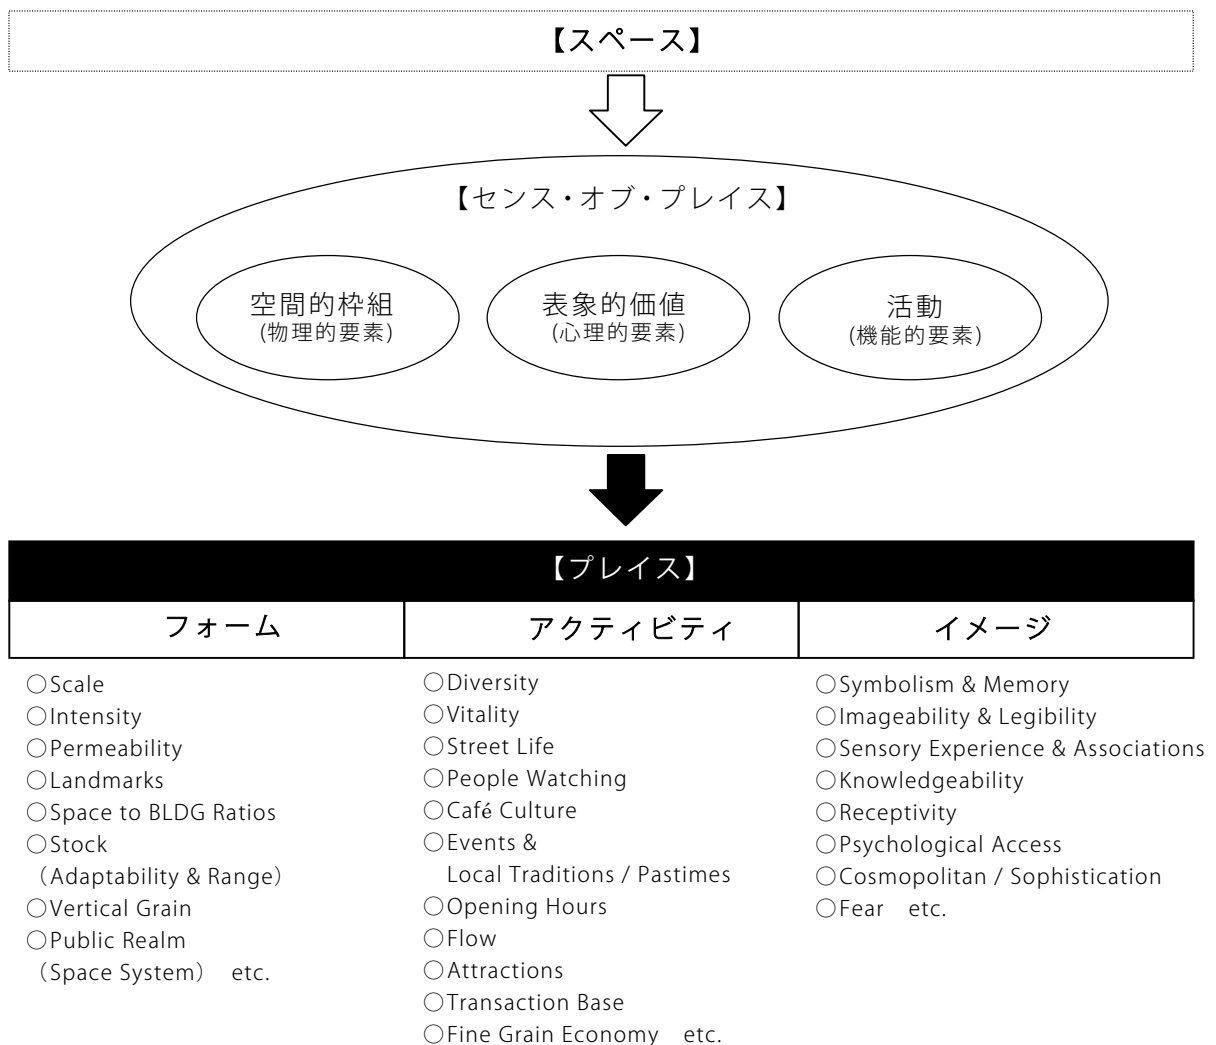 【スペース】
【センス・オブ・プレイス】
空間的枠組
(物理的要素)
表象的価値
(心理的要素)
活動
(機能的要素)
【プレイス】
フォーム
アクティビティ
イメージ
○Scale
○Intensity
○Permeability
○Landmarks
○Space to BLDG Ratios
○Stock
（Adaptability & Range）
○Vertical Grain
○Public Realm
（Space System） etc.
○Diversity
○Vitality
○Street Life
○People Watching
○Café Culture
○Events &
Local Traditions / Pastimes
○Opening Hours
○Flow
○Attractions
○Transaction Base
○Fine Grain Economy etc.
○Symbolism & Memory
○Imageability & Legibility
○Sensory Experience & Associations
○Knowledgeability
○Receptivity
○Psychological Access
○Cosmopolitan / Sophistication
○Fear etc.